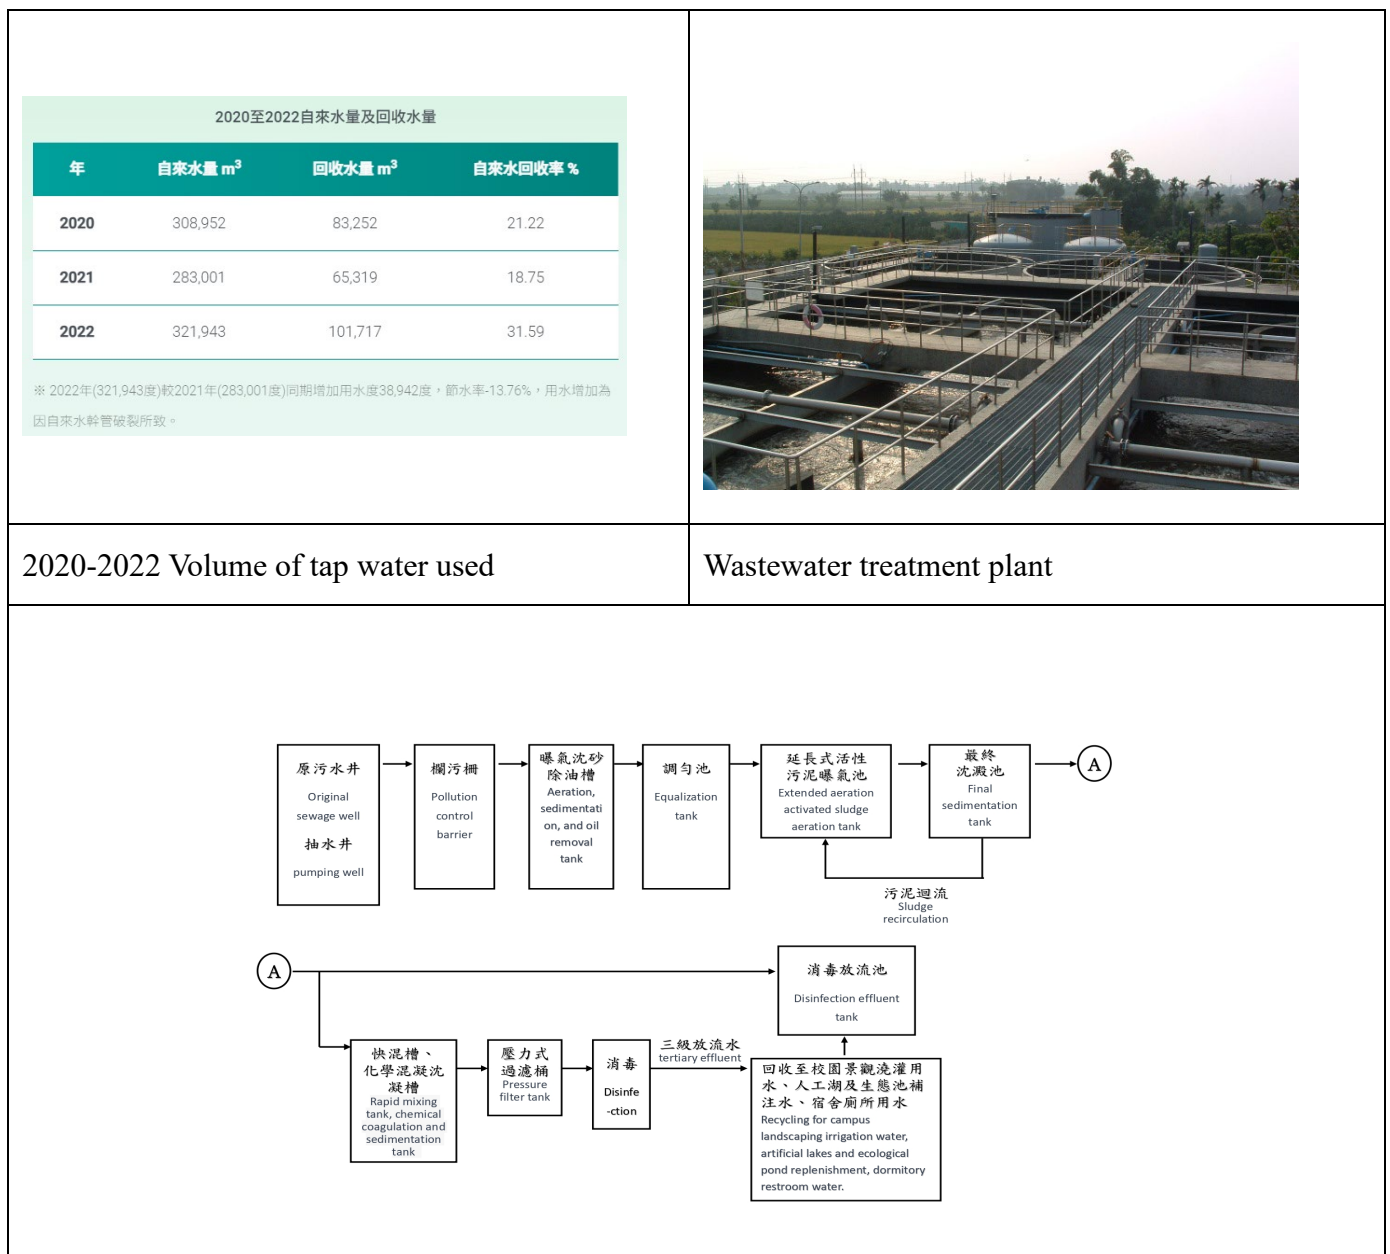 2020至2022自來水量及回收水量
年 自來水量 m³ 回收水量 m³ 自來水回收率 %
2020 308,952 83,252 21.22
2021 283,001 65,319 18.75
2022 321,943 101,717 31.59
※ 2022年(321,943度)較2021年(283,001度)同期增加用水度38,942度，節水率-13.76%，用水增加為
因自來水幹管破裂所致。
2020-2022 Volume of tap water used
Wastewater treatment plant
原污水井
Original
sewage well
抽水井
pumping well
欄污柵
Pollution
control
barrier
曝氣沈砂
除油槽
Aeration,
sedimentati
on, and oil
removal
tank
調勻池
Equalization
tank
延長式活性
污泥曝氣池
Extended aeration
activated sludge
aeration tank
最終
沈澱池
Final
sedimentation
tank
A
污泥迴流
Sludge
recirculation
A
消毒放流池
Disinfection effluent
tank
快混槽、
化學混凝沈
凝槽
Rapid mixing
tank, chemical
coagulation and
sedimentation
tank
壓力式
過濾桶
Pressure
filter tank
消毒
Disinfe
-ction
三級放流水
tertiary effluent
回收至校園景觀澆灌用
水、人工湖及生態池補
注水、宿舍廁所用水
Recycling for campus
landscaping irrigation water,
artificial lakes and ecological
pond replenishment, dormitory
restroom water.